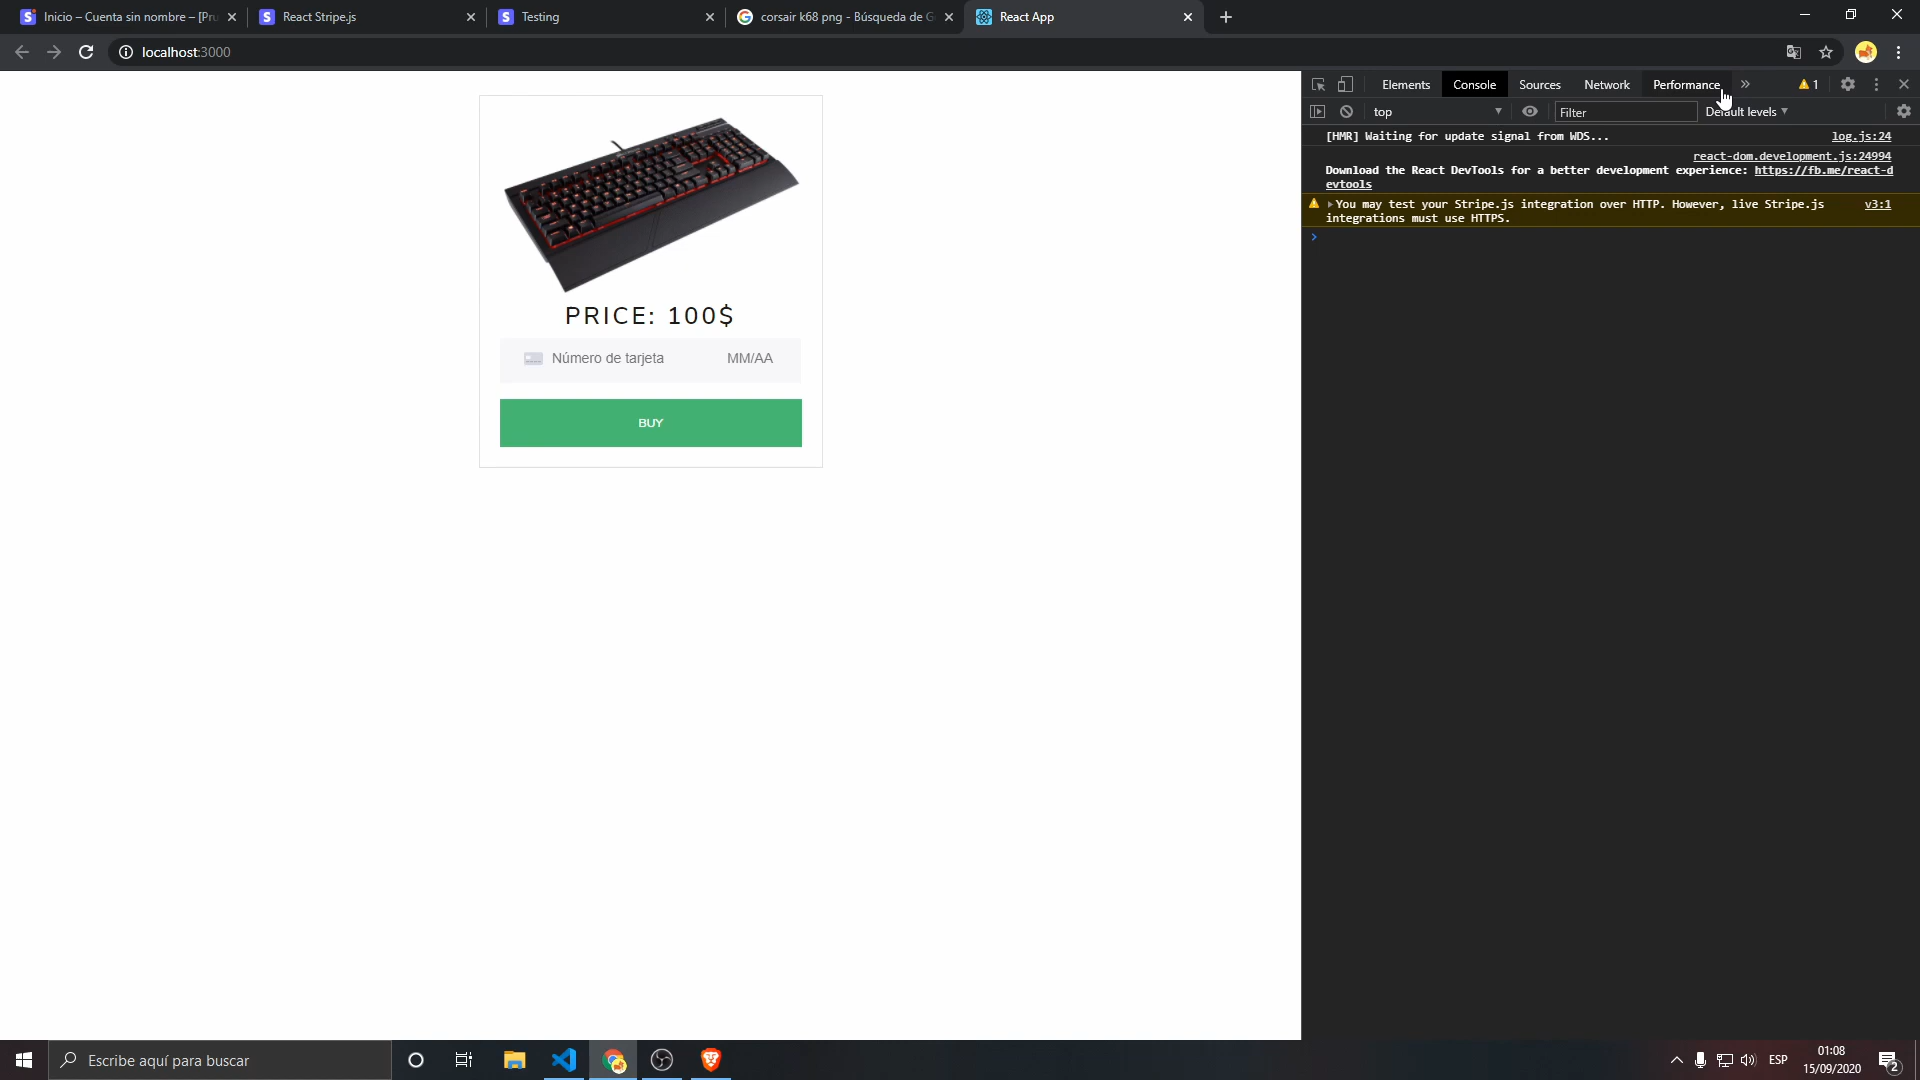 Inicio – Cuenta sin nombre – [Pru
React Stripe.js
Testing
corsair k68 png - Búsqueda de G
React App
localhost:3000
Elements
Console
Sources
Network
Performance
1
top
Filter
Default levels
[HMR] Waiting for update signal from WDS...
log.js:24
react-dom.development.js:24994
Download the React DevTools for a better development experience: https://fb.me/react-d
evtools
You may test your Stripe.js integration over HTTP. However, live Stripe.js
v3:1
integrations must use HTTPS.
PRICE: 100$
Número de tarjeta
MM/AA
BUY
Escribe aquí para buscar
ESP
01:08
15/09/2020
2